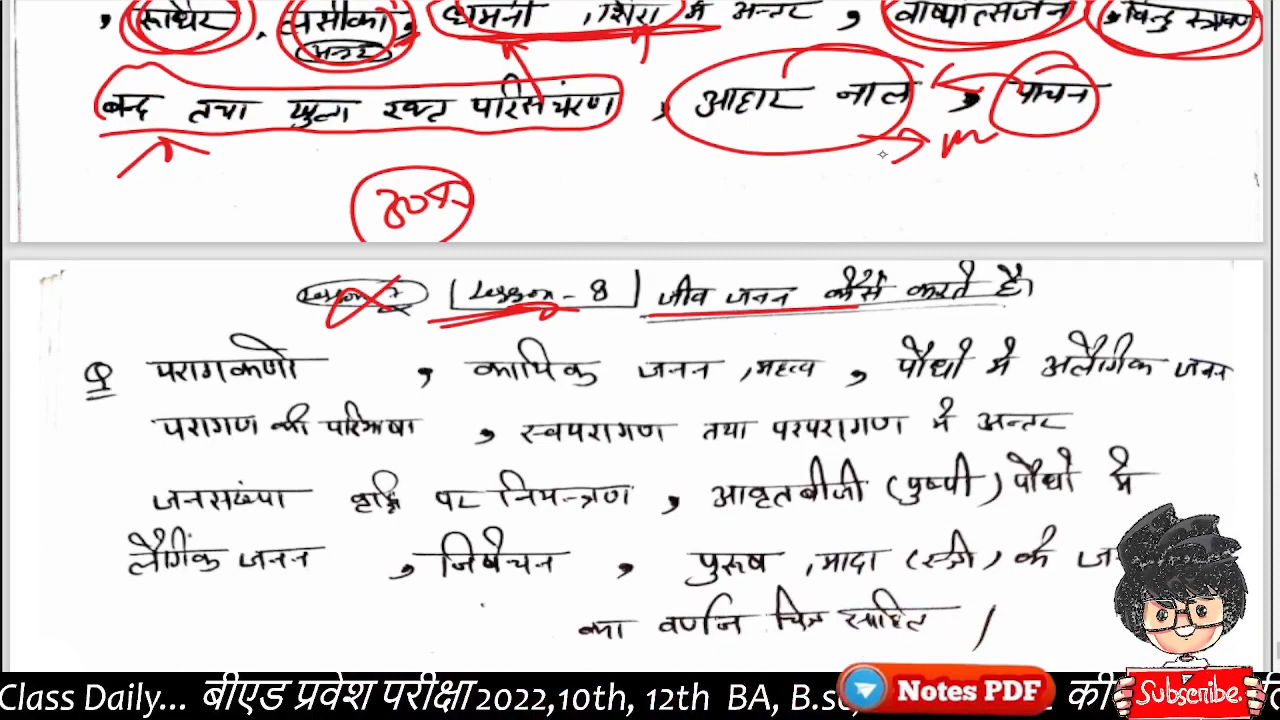 , रूधिर , लसीका , धमनी , शिरा में अन्तर , वाष्पोत्सर्जन , बिन्दु स्त्रवण
बन्द तथा खुला रक्त परिसंचरण , आहार नाल , पाचन
Lesson - 8 जीव जनन कैसे करते है।
Q परागकणो , कायिक जनन , महत्व , पौधों में अलैंगिक जनन
परागण की परिभाषा , स्वपरागण तथा परपरागण में अन्तर
जनसंख्या वृद्धि पर नियन्त्रण , आवृतबीजी (पुष्पी) पौधो में
लैगिंक जनन , निषेचन , पुरूष , मादा (स्त्री) के ज
का वर्णन चित्र सहित /
Class Daily... बीएड प्रवेश परीक्षा 2022,10th, 12th BA, B.sc, Notes PDF की Subscribe.